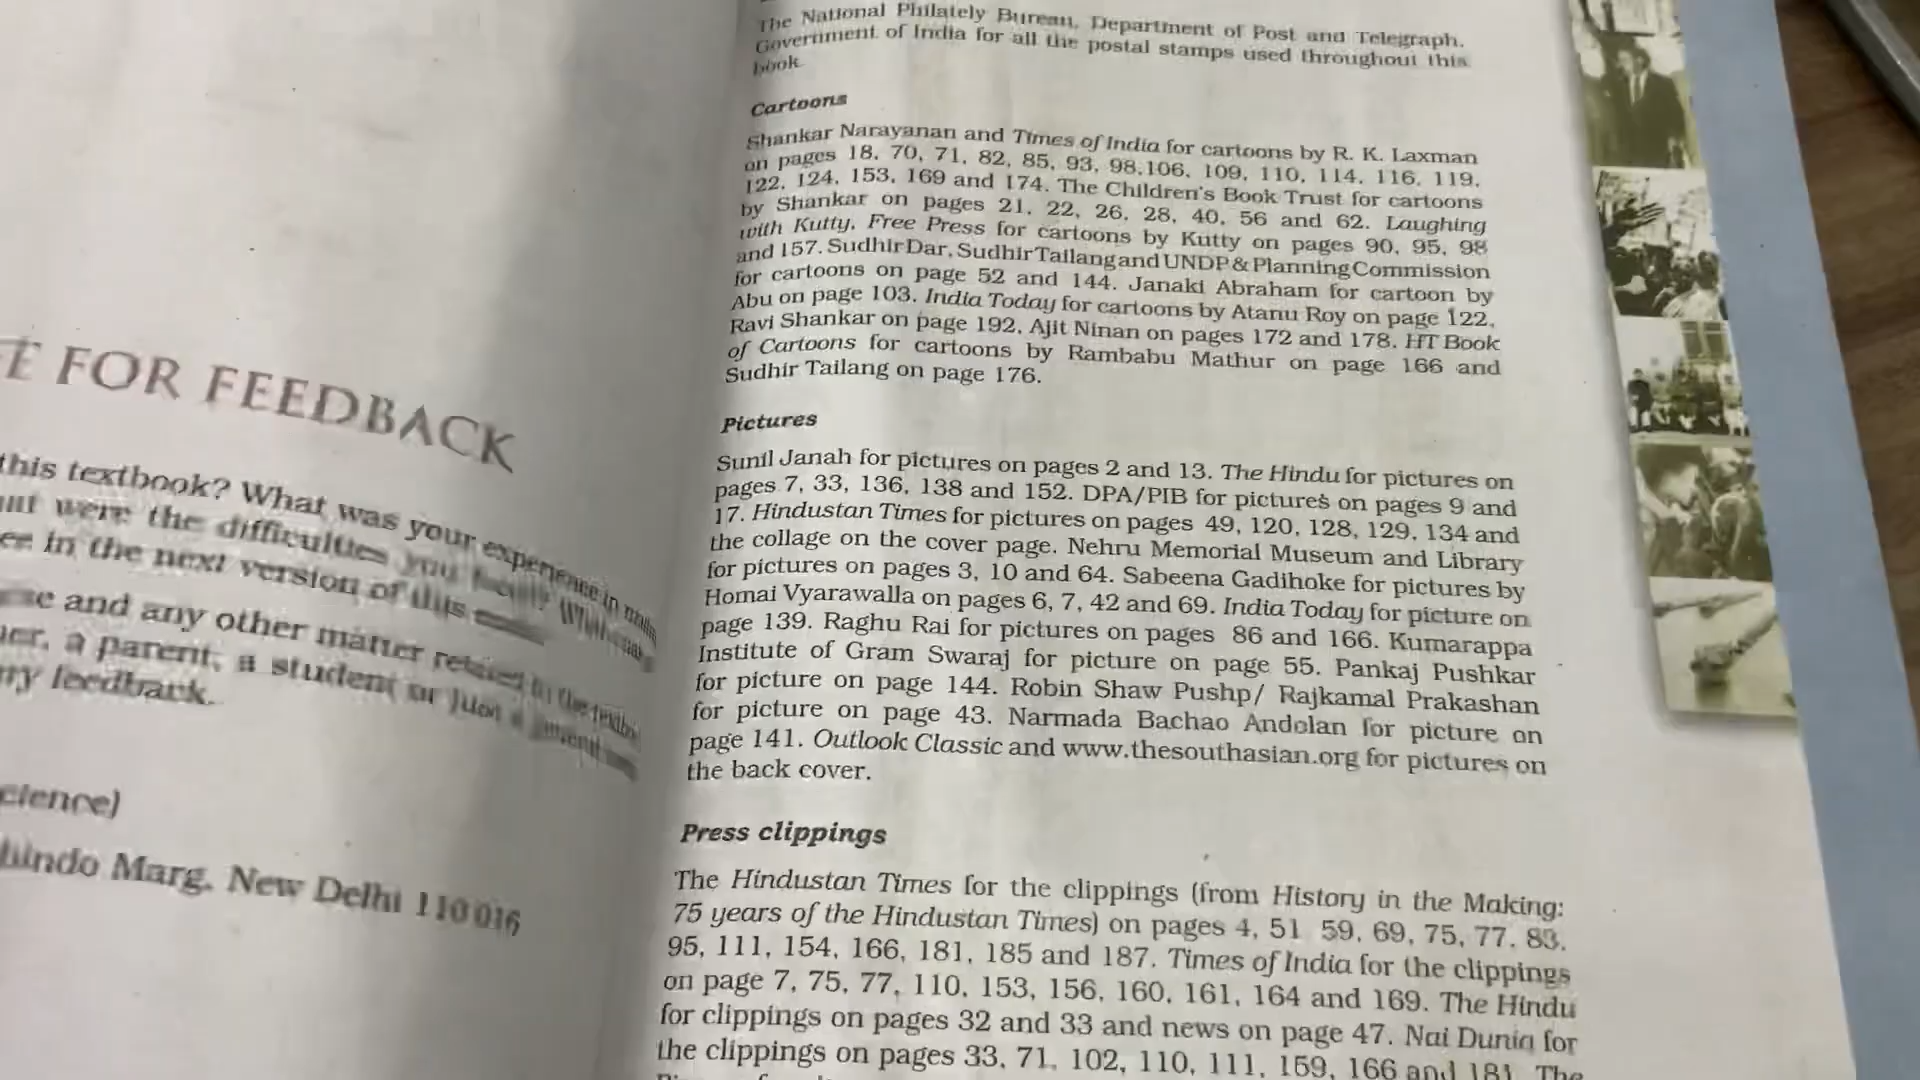 E FOR FEEDBACK
this textbook? What was your experience in
were the difficulties you
in the next version of this
and any other matter related to the
a parent, a student or just a
feedback.
Marg, New Delhi 110 016
The National Philately Bureau, Department of Post and Telegraph,
Government of India for all the postal stamps used throughout this
book.
Cartoons
Shankar Narayanan and Times of India for cartoons by R. K. Laxman
on pages 18, 70, 71, 82, 85, 93, 98,106, 109, 110, 114, 116, 119,
122, 124, 153, 169 and 174. The Children's Book Trust for cartoons
by Shankar on pages 21, 22, 26, 28, 40, 56 and 62. Laughing
with Kutty, Free Press for cartoons by Kutty on pages 90, 95, 98
and 157. Sudhir Dar, Sudhir Tailang and UNDP & Planning Commission
for cartoons on page 52 and 144. Janaki Abraham for cartoon by
Abu on page 103. India Today for cartoons by Atanu Roy on page 122,
Ravi Shankar on page 192, Ajit Ninan on pages 172 and 178. HT Book
of Cartoons for cartoons by Rambabu Mathur on page 166 and
Sudhir Tailang on page 176.
Pictures
Sunil Janah for pictures on pages 2 and 13. The Hindu for pictures on
pages 7, 33, 136, 138 and 152. DPA/PIB for pictures on pages 9 and
17. Hindustan Times for pictures on pages 49, 120, 128, 129, 134 and
the collage on the cover page. Nehru Memorial Museum and Library
for pictures on pages 3, 10 and 64. Sabeena Gadihoke for pictures by
Homai Vyarawalla on pages 6, 7, 42 and 69. India Today for picture on
page 139. Raghu Rai for pictures on pages 86 and 166. Kumarappa
Institute of Gram Swaraj for picture on page 55. Pankaj Pushkar
for picture on page 144. Robin Shaw Pushp/ Rajkamal Prakashan
for picture on page 43. Narmada Bachao Andolan for picture on
page 141. Outlook Classic and www.thesouthasian.org for pictures on
the back cover.
Press clippings
The Hindustan Times for the clippings (from History in the Making:
75 years of the Hindustan Times) on pages 4, 51 59, 69, 75, 77, 83,
95, 111, 154, 166, 181, 185 and 187. Times of India for the clippings
on page 7, 75, 77, 110, 153, 156, 160, 161, 164 and 169. The Hindu
for clippings on pages 32 and 33 and news on page 47. Nai Dunia for
the clippings on pages 33, 71, 102, 110, 111, 159, 166 and 181. The